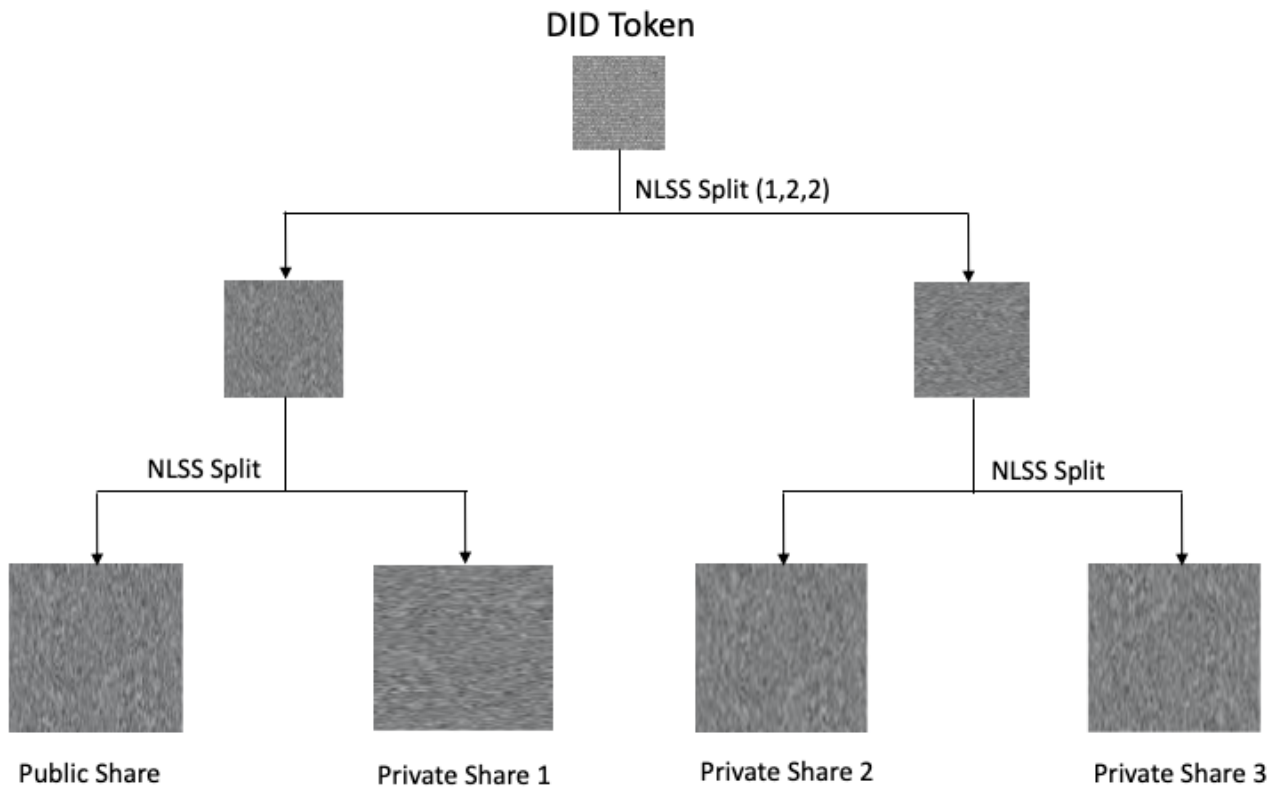 DID Token
NLSS Split (1,2,2)
NLSS Split
NLSS Split
Public Share
Private Share 1
Private Share 2
Private Share 3